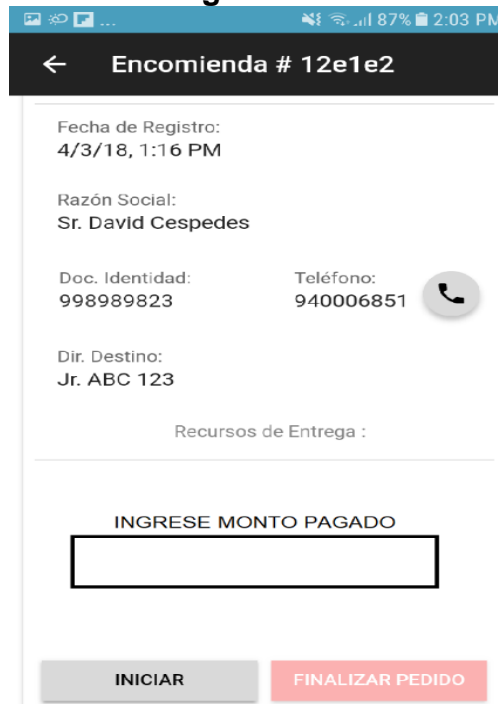 ... 87% 2:03 PM
← Encomienda # 12e1e2
Fecha de Registro:
4/3/18, 1:16 PM
Razón Social:
Sr. David Cespedes
Doc. Identidad: Teléfono:
998989823 940006851
Dir. Destino:
Jr. ABC 123
Recursos de Entrega :
INGRESE MONTO PAGADO
INICIAR FINALIZAR PEDIDO